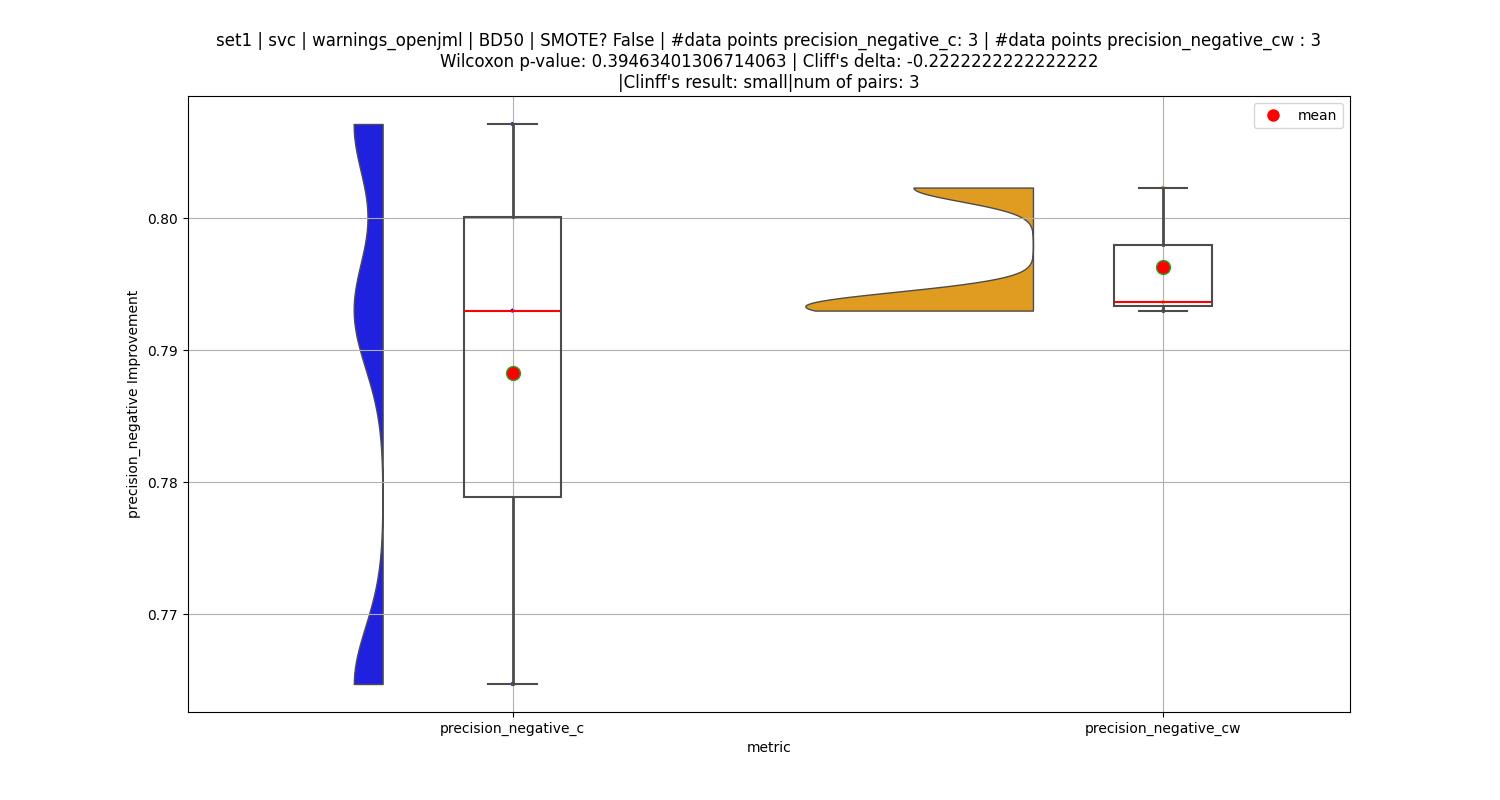 set1 | svc | warnings_openjml | BD50 | SMOTE? False | #data points precision_negative_c: 3 | #data points precision_negative_cw : 3
Wilcoxon p-value: 0.39463401306714063 | Cliff's delta: -0.2222222222222222
|Clinff's result: small|num of pairs: 3
mean
0.80
0.79
0.78
0.77
precision_negative Improvement
precision_negative_c
precision_negative_cw
metric